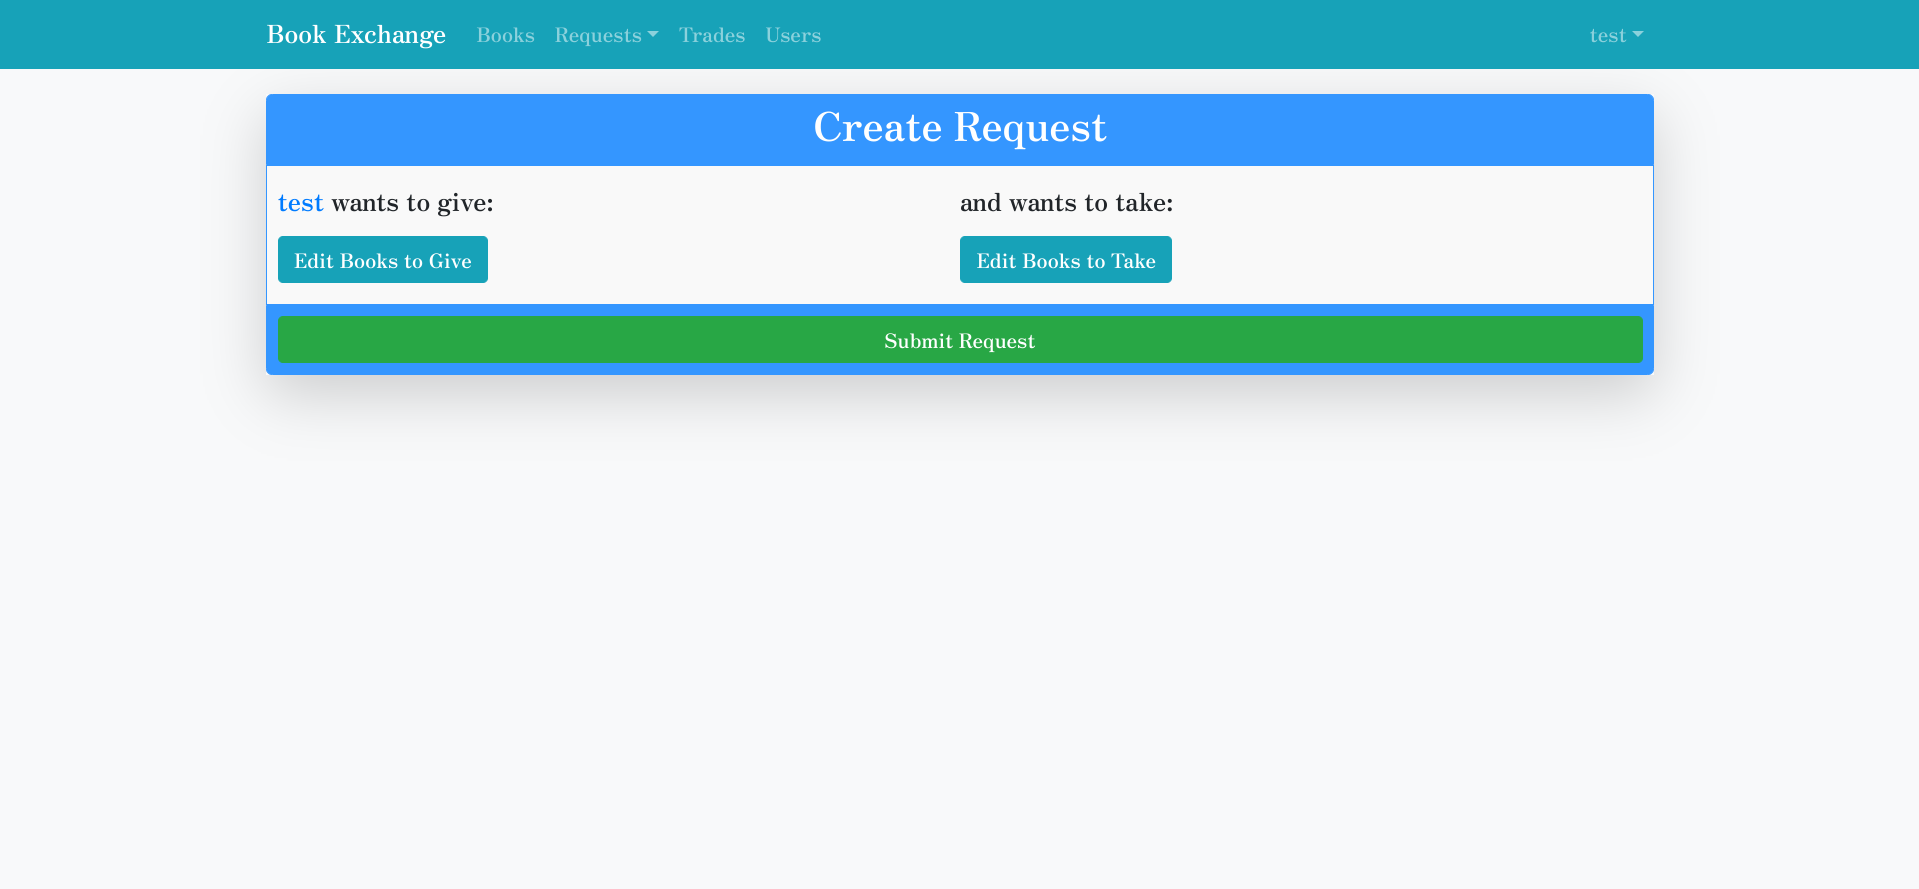 Book Exchange Books Requests Trades Users test
Create Request
test wants to give: and wants to take:
Edit Books to Give Edit Books to Take
Submit Request